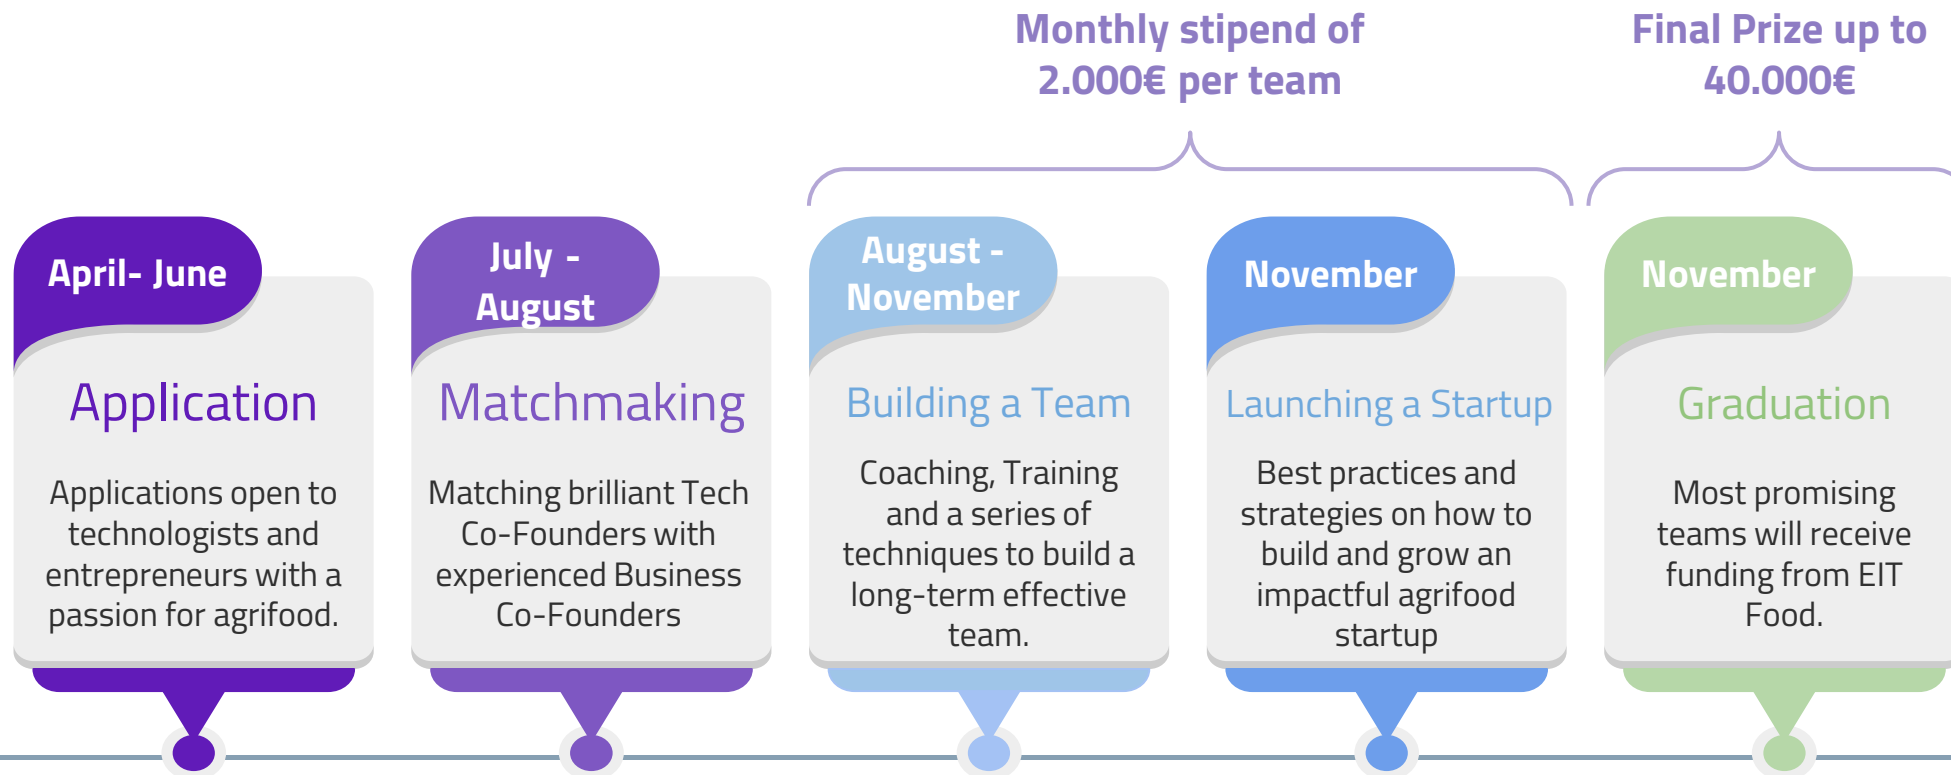 Monthly stipend of
2.000€ per team
Final Prize up to
40.000€
April- June
Application
Applications open to
technologists and
entrepreneurs with a
passion for agrifood.
July -
August
Matchmaking
Matching brilliant Tech
Co-Founders with
experienced Business
Co-Founders
August -
November
Building a Team
Coaching, Training
and a series of
techniques to build a
long-term effective
team.
November
Launching a Startup
Best practices and
strategies on how to
build and grow an
impactful agrifood
startup
November
Graduation
Most promising
teams will receive
funding from EIT
Food.